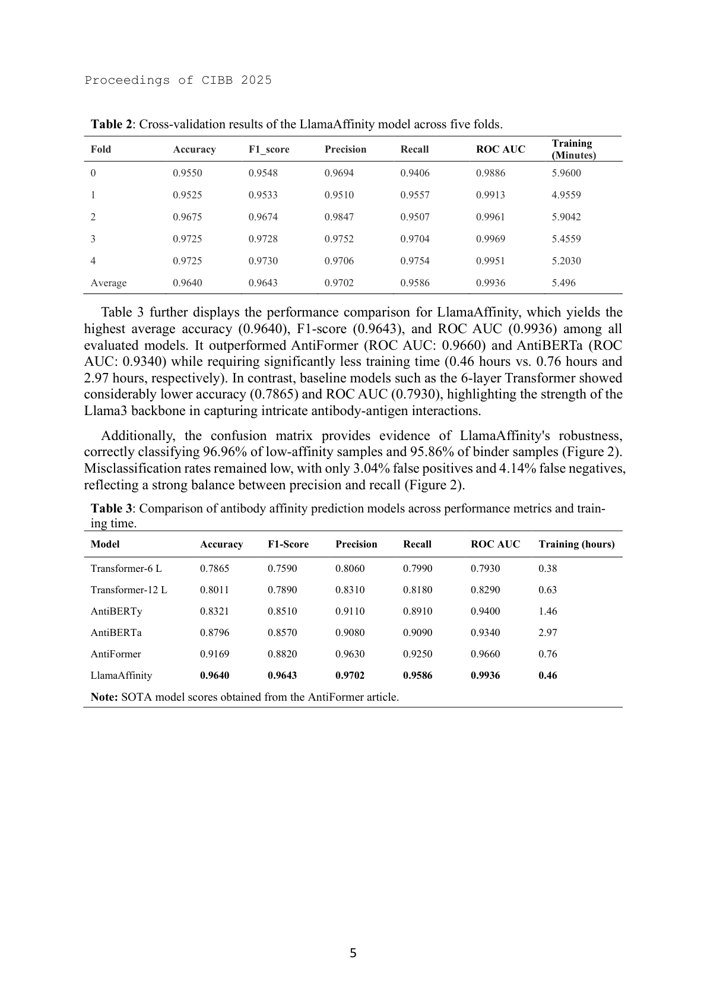 Proceedings of CIBB 2025
Table 2: Cross-validation results of the LlamaAffinity model across five folds.
Fold Accuracy F1_score Precision Recall ROC AUC Training (Minutes)
0 0.9550 0.9548 0.9694 0.9406 0.9886 5.9600
1 0.9525 0.9533 0.9510 0.9557 0.9913 4.9559
2 0.9675 0.9674 0.9847 0.9507 0.9961 5.9042
3 0.9725 0.9728 0.9752 0.9704 0.9969 5.4559
4 0.9725 0.9730 0.9706 0.9754 0.9951 5.2030
Average 0.9640 0.9643 0.9702 0.9586 0.9936 5.496
Table 3 further displays the performance comparison for LlamaAffinity, which yields the
highest average accuracy (0.9640), F1-score (0.9643), and ROC AUC (0.9936) among all
evaluated models. It outperformed AntiFormer (ROC AUC: 0.9660) and AntiBERTa (ROC
AUC: 0.9340) while requiring significantly less training time (0.46 hours vs. 0.76 hours and
2.97 hours, respectively). In contrast, baseline models such as the 6-layer Transformer showed
considerably lower accuracy (0.7865) and ROC AUC (0.7930), highlighting the strength of the
Llama3 backbone in capturing intricate antibody-antigen interactions.
Additionally, the confusion matrix provides evidence of LlamaAffinity's robustness,
correctly classifying 96.96% of low-affinity samples and 95.86% of binder samples (Figure 2).
Misclassification rates remained low, with only 3.04% false positives and 4.14% false negatives,
reflecting a strong balance between precision and recall (Figure 2).
Table 3: Comparison of antibody affinity prediction models across performance metrics and train-
ing time.
Model Accuracy F1-Score Precision Recall ROC AUC Training (hours)
Transformer-6 L 0.7865 0.7590 0.8060 0.7990 0.7930 0.38
Transformer-12 L 0.8011 0.7890 0.8310 0.8180 0.8290 0.63
AntiBERTy 0.8321 0.8510 0.9110 0.8910 0.9400 1.46
AntiBERTa 0.8796 0.8570 0.9080 0.9090 0.9340 2.97
AntiFormer 0.9169 0.8820 0.9630 0.9250 0.9660 0.76
LlamaAffinity 0.9640 0.9643 0.9702 0.9586 0.9936 0.46
Note: SOTA model scores obtained from the AntiFormer article.
5